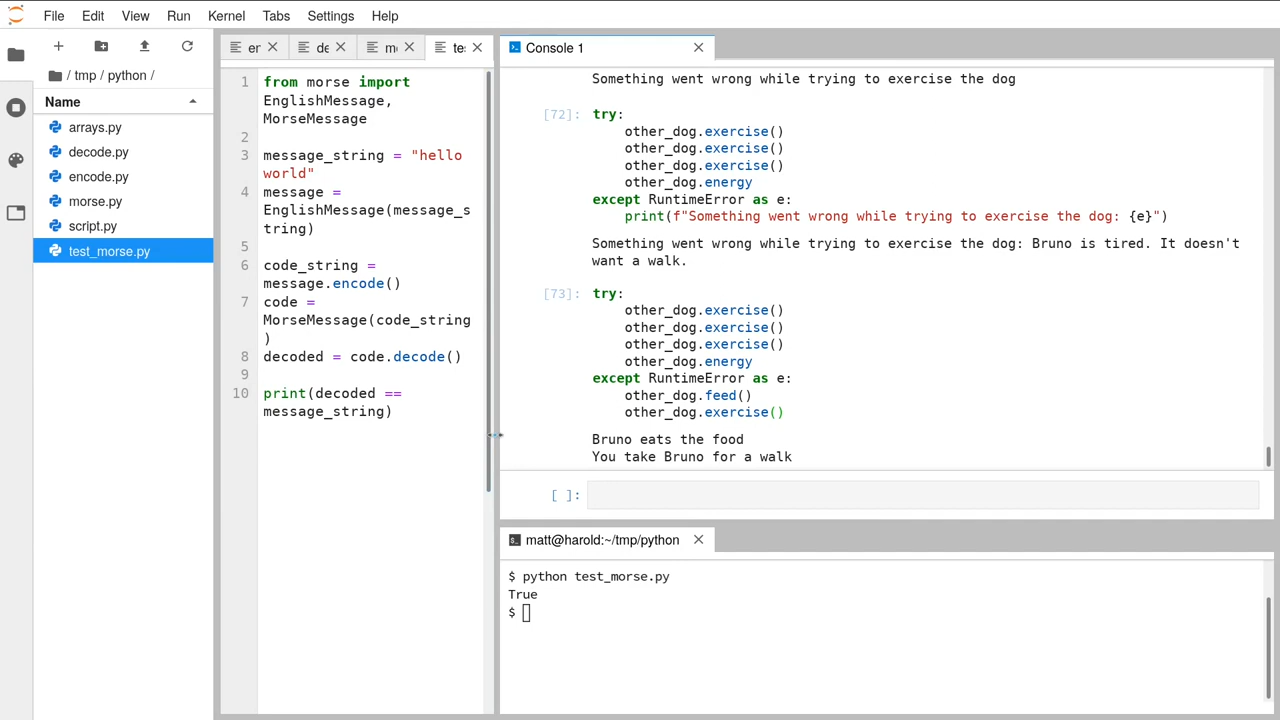 File Edit View Run Kernel Tabs Settings Help
/ tmp / python /
Name
arrays.py
decode.py
encode.py
morse.py
script.py
test_morse.py
er
de
m
tes
1 from morse import
EnglishMessage,
MorseMessage
2
3 message_string = "hello
world"
4 message =
EnglishMessage(message_s
tring)
5
6 code_string =
message.encode()
7 code =
MorseMessage(code_string
)
8 decoded = code.decode()
9
10 print(decoded ==
message_string)
Console 1
Something went wrong while trying to exercise the dog
[72]: try:
other_dog.exercise()
other_dog.exercise()
other_dog.exercise()
other_dog.energy
except RuntimeError as e:
print(f"Something went wrong while trying to exercise the dog: {e}")
Something went wrong while trying to exercise the dog: Bruno is tired. It doesn't
want a walk.
[73]: try:
other_dog.exercise()
other_dog.exercise()
other_dog.exercise()
other_dog.energy
except RuntimeError as e:
other_dog.feed()
other_dog.exercise()
Bruno eats the food
You take Bruno for a walk
[ ]:
matt@harold:~/tmp/python
$ python test_morse.py
True
$